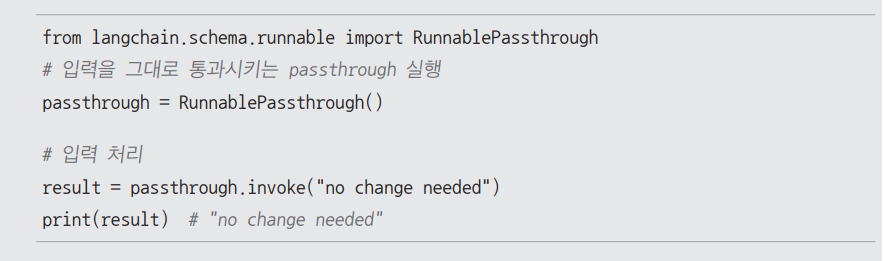 from langchain.schema.runnable import RunnablePassthrough
# 입력을 그대로 통과시키는 passthrough 실행
passthrough = RunnablePassthrough()
# 입력 처리
result = passthrough.invoke("no change needed")
print(result)  # "no change needed"